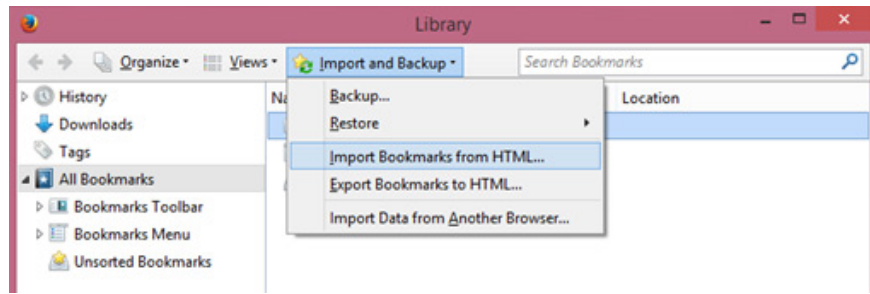 Library
Organize Views Import and Backup Search Bookmarks
History
Downloads
Tags
All Bookmarks
Bookmarks Toolbar
Bookmarks Menu
Unsorted Bookmarks
Location
Backup...
Restore
Import Bookmarks from HTML...
Export Bookmarks to HTML...
Import Data from Another Browser...